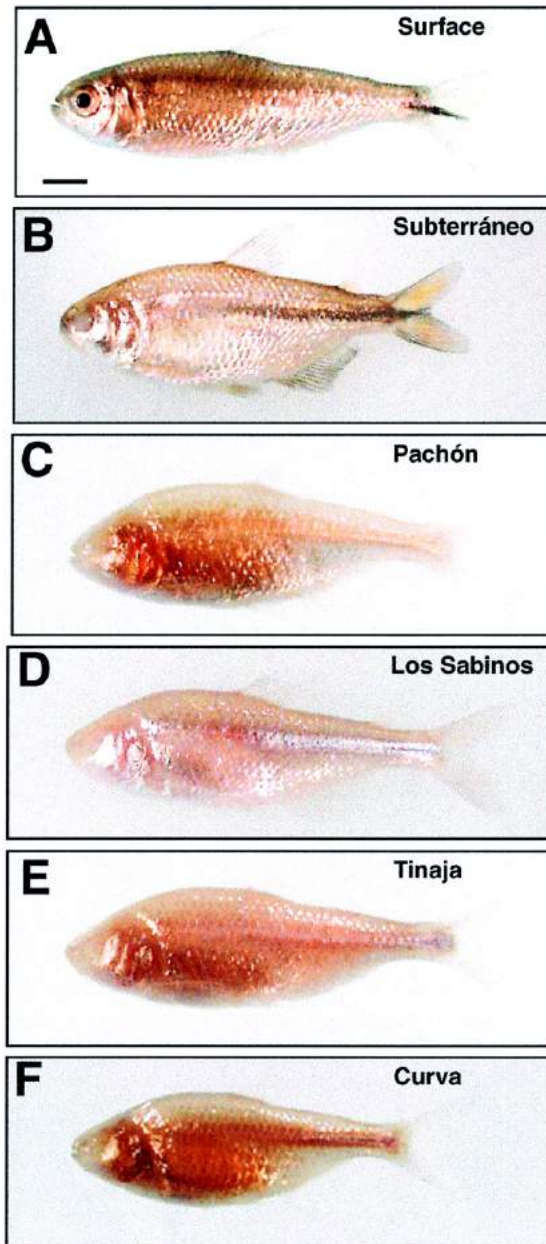 A
Surface
B
Subterráneo
C
Pachón
D
Los Sabinos
E
Tinaja
F
Curva